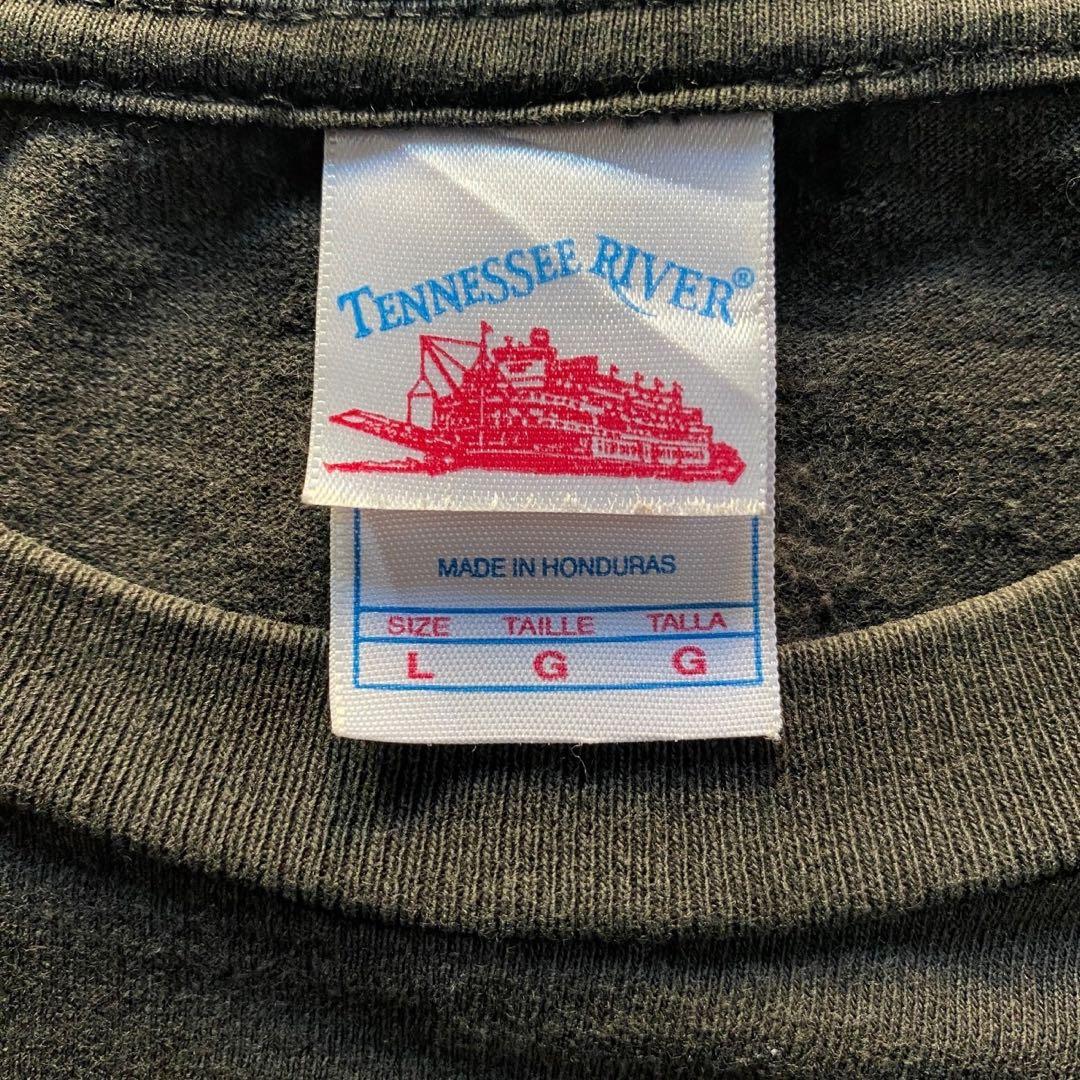 TENNESSEE RIVER®
MADE IN HONDURAS
SIZE TAILLE TALLA
L G G